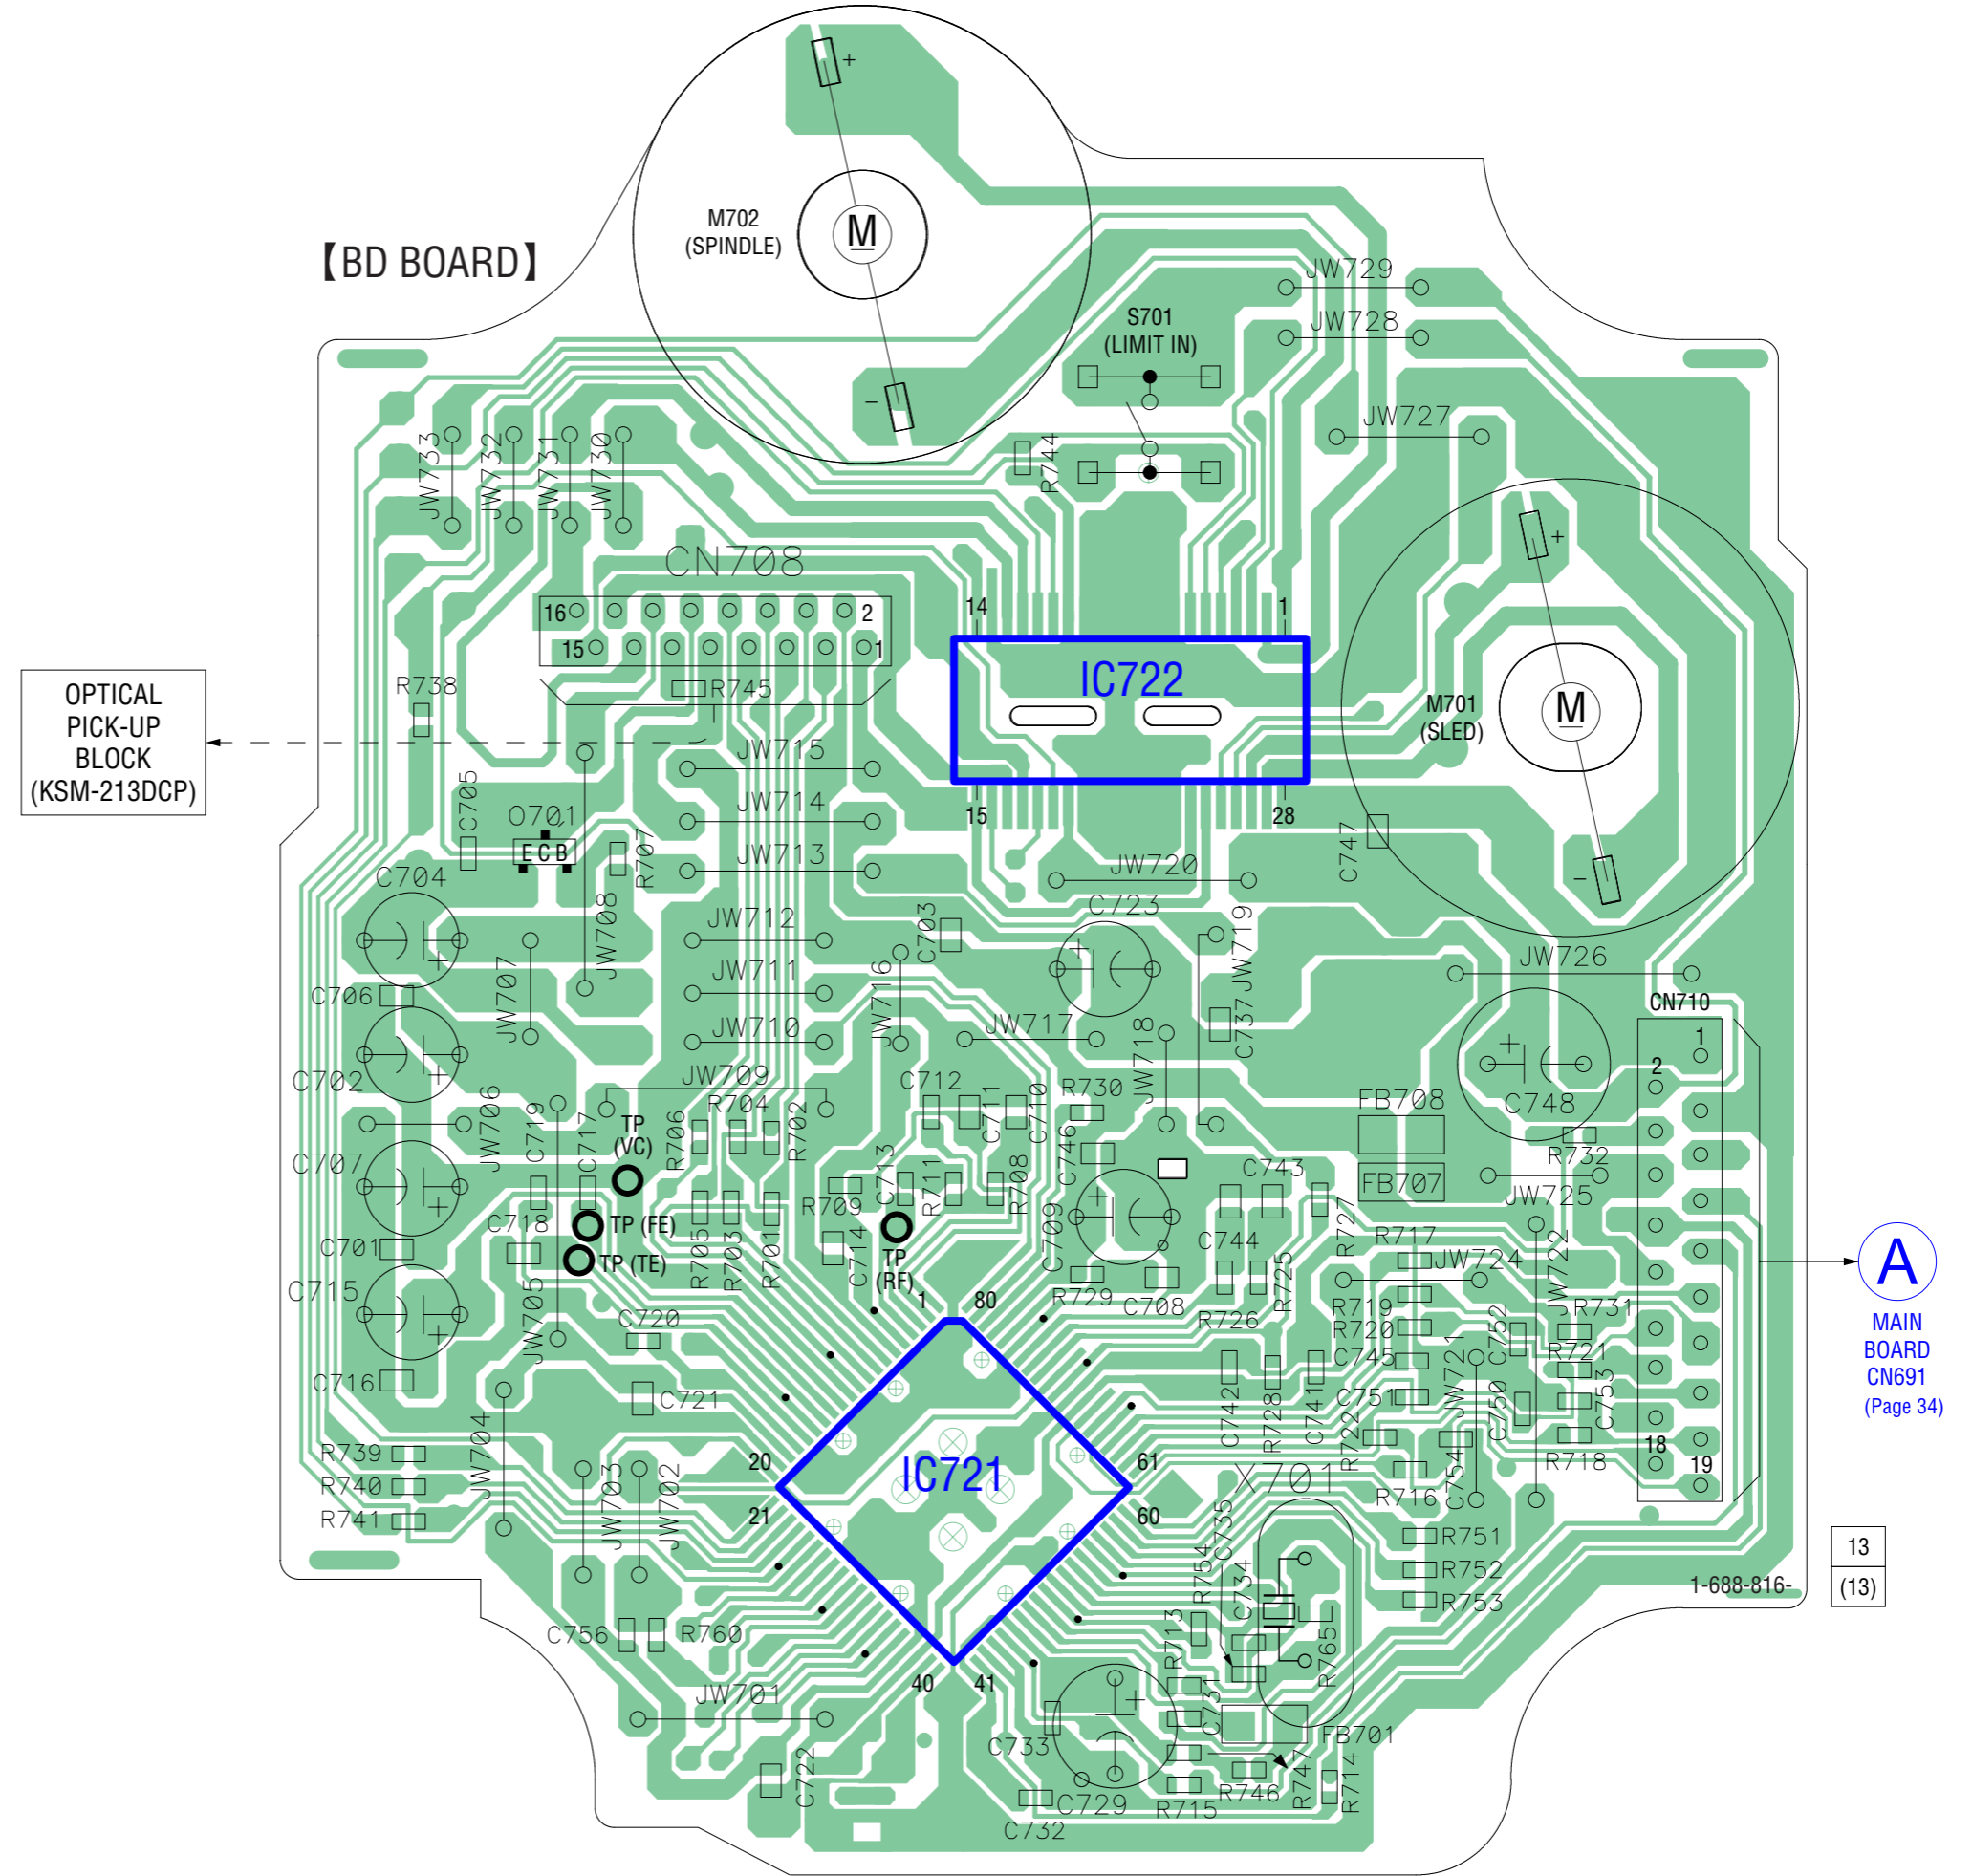 M702
(SPINDLE)
M
+
-
【BD BOARD】
JW729
S701
(LIMIT IN)
JW728
JW727
JW733
JW732
JW731
JW730
R744
CN708
16
2
15
1
14
1
IC722
15
28
+
M701
(SLED)
M
-
OPTICAL
PICK-UP
BLOCK
(KSM-213DCP)
R738
R745
JW715
JW714
JW713
C705
Q701
E C B
R707
C747
JW720
C704
C723
JW708
JW712
C703
JW719
JW707
JW711
JW716
JW726
C706
CN710
JW710
JW717
JW718
C737
1
2
C702
JW709
C712
C711
C710
R730
FB708
C748
JW706
C719
C717
TP
(VC)
R706
R704
R702
C746
R732
C707
C713
R711
R708
C743
FB707
JW725
C718
TP (FE)
R709
C709
R727
R717
C701
TP (TE)
R705
R703
R701
C714
TP
(RF)
C744
R725
JW724
JW722
A
C715
JW705
C720
1
80
R729
C708
R726
R719
R720
C752
R731
MAIN
BOARD
CN691
(Page 34)
C716
C721
C745
JW721
R721
C742
R728
C741
C751
C750
C753
JW704
R722
R718
18
19
R739
20
IC721
61
X701
C754
R740
R716
R741
21
60
JW703
JW702
C735
R751
13
R754
C734
R752
1-688-816-
(13)
R753
C756
R760
R713
R765
40
41
JW701
C731
C733
FB701
C722
R747
R714
C729
R715
R746
C732